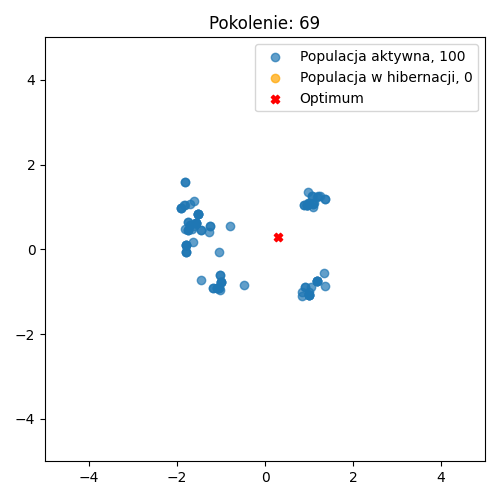 Pokolenie: 69
Populacja aktywna, 100
Populacja w hibernacji, 0
Optimum
4
2
0
−2
−4
−4 −2 0 2 4